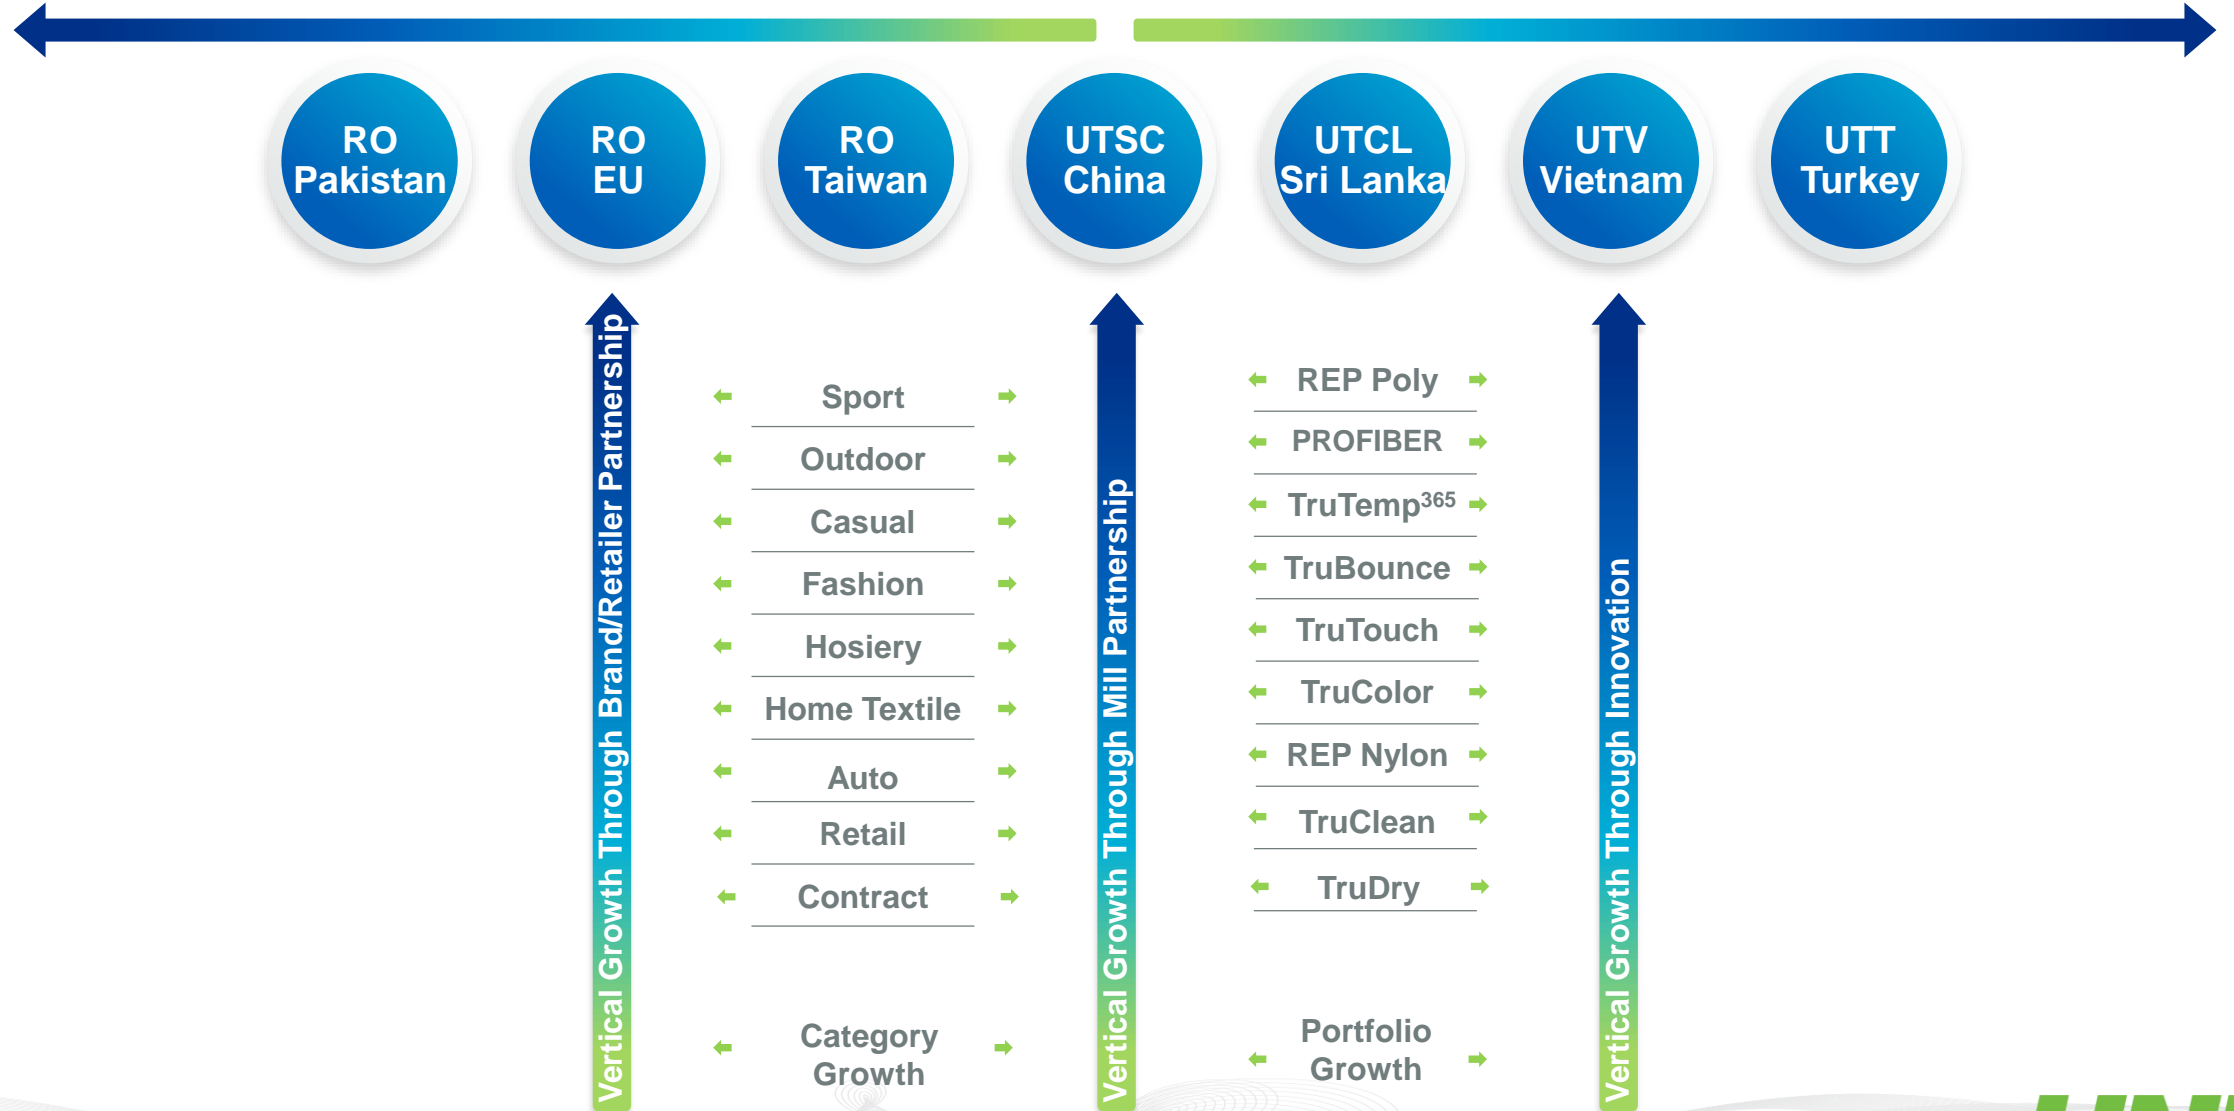 RO
Pakistan
RO
EU
RO
Taiwan
UTSC
China
UTCL
Sri Lanka
UTV
Vietnam
UTT
Turkey
Vertical Growth Through Brand/Retailer Partnership
Sport
Outdoor
Casual
Fashion
Hosiery
Home Textile
Auto
Retail
Contract
Category
Growth
Vertical Growth Through Mill Partnership
REP Poly
PROFIBER
TruTemp365
TruBounce
TruTouch
TruColor
REP Nylon
TruClean
TruDry
Portfolio
Growth
Vertical Growth Through Innovation